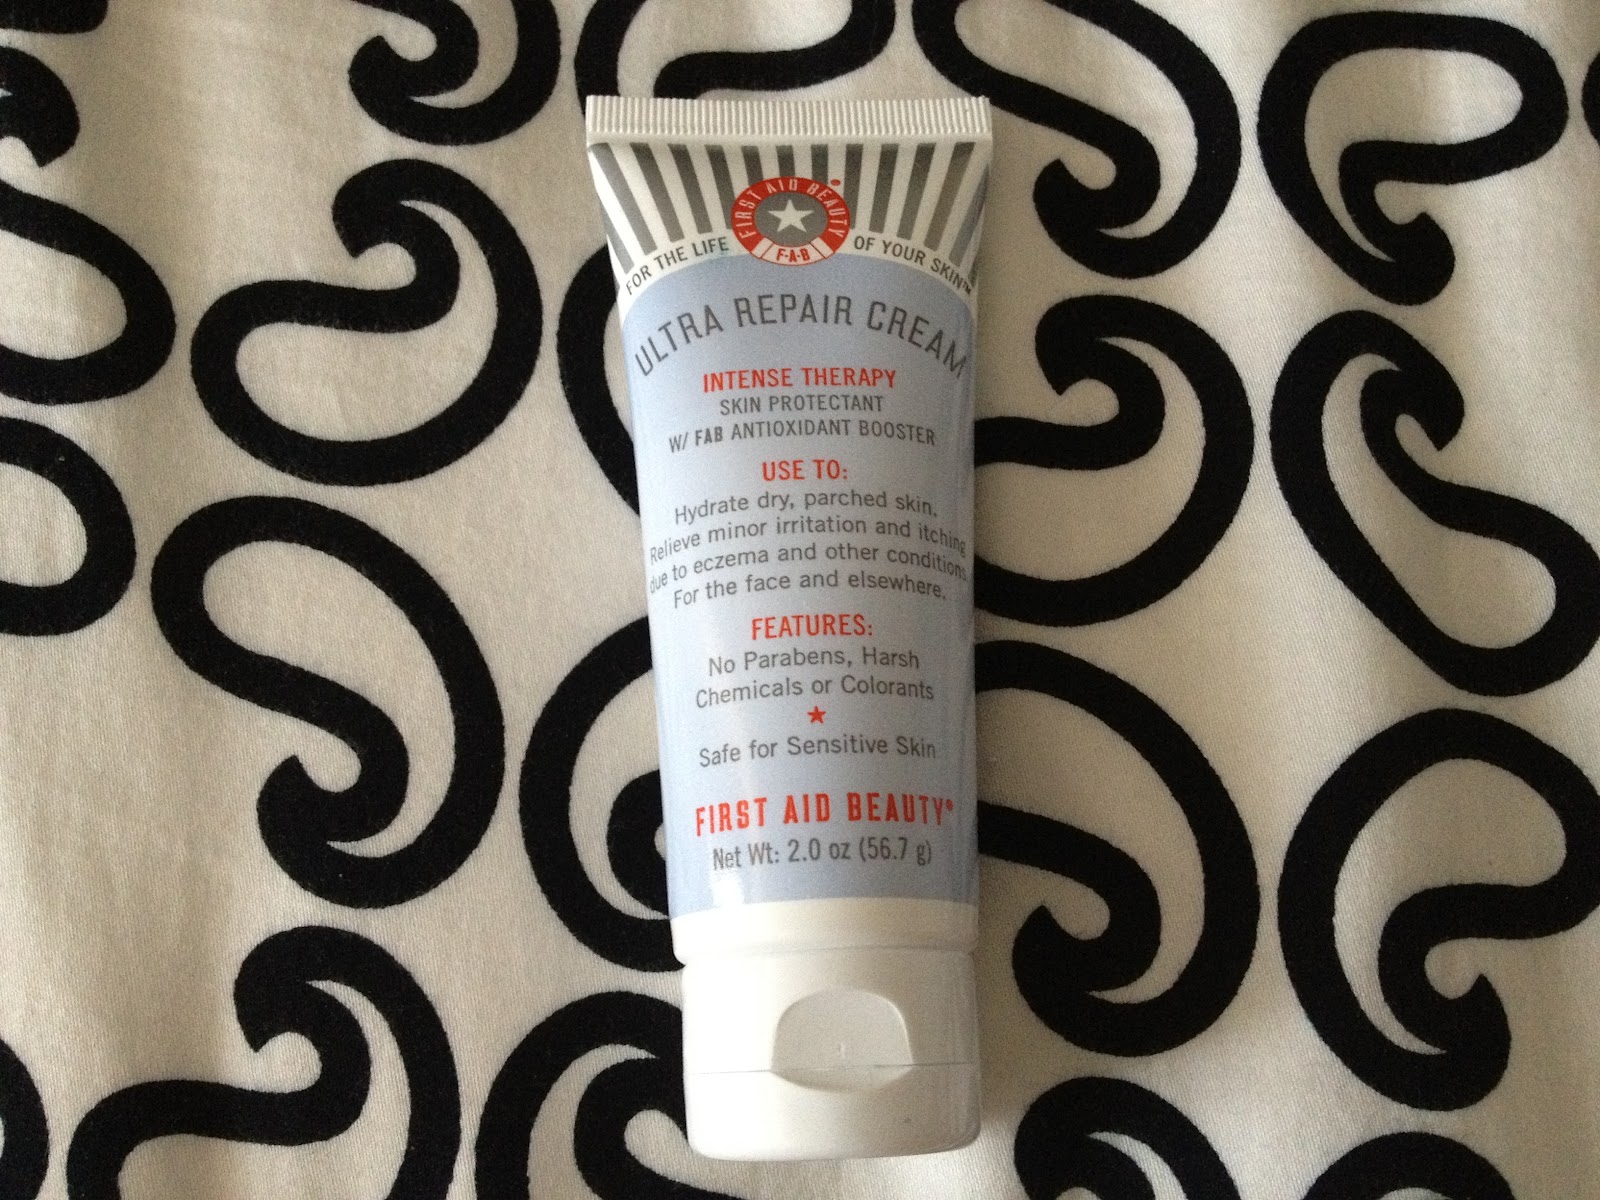 FIRST AID BEAUTY®
F·A·B
FOR THE LIFE OF YOUR SKIN™
ULTRA REPAIR CREAM
INTENSE THERAPY
SKIN PROTECTANT
W/ FAB ANTIOXIDANT BOOSTER
USE TO:
Hydrate dry, parched skin.
Relieve minor irritation and itching
due to eczema and other conditions.
For the face and elsewhere.
FEATURES:
No Parabens, Harsh
Chemicals or Colorants
★
Safe for Sensitive Skin
FIRST AID BEAUTY®
Net Wt: 2.0 oz (56.7 g)